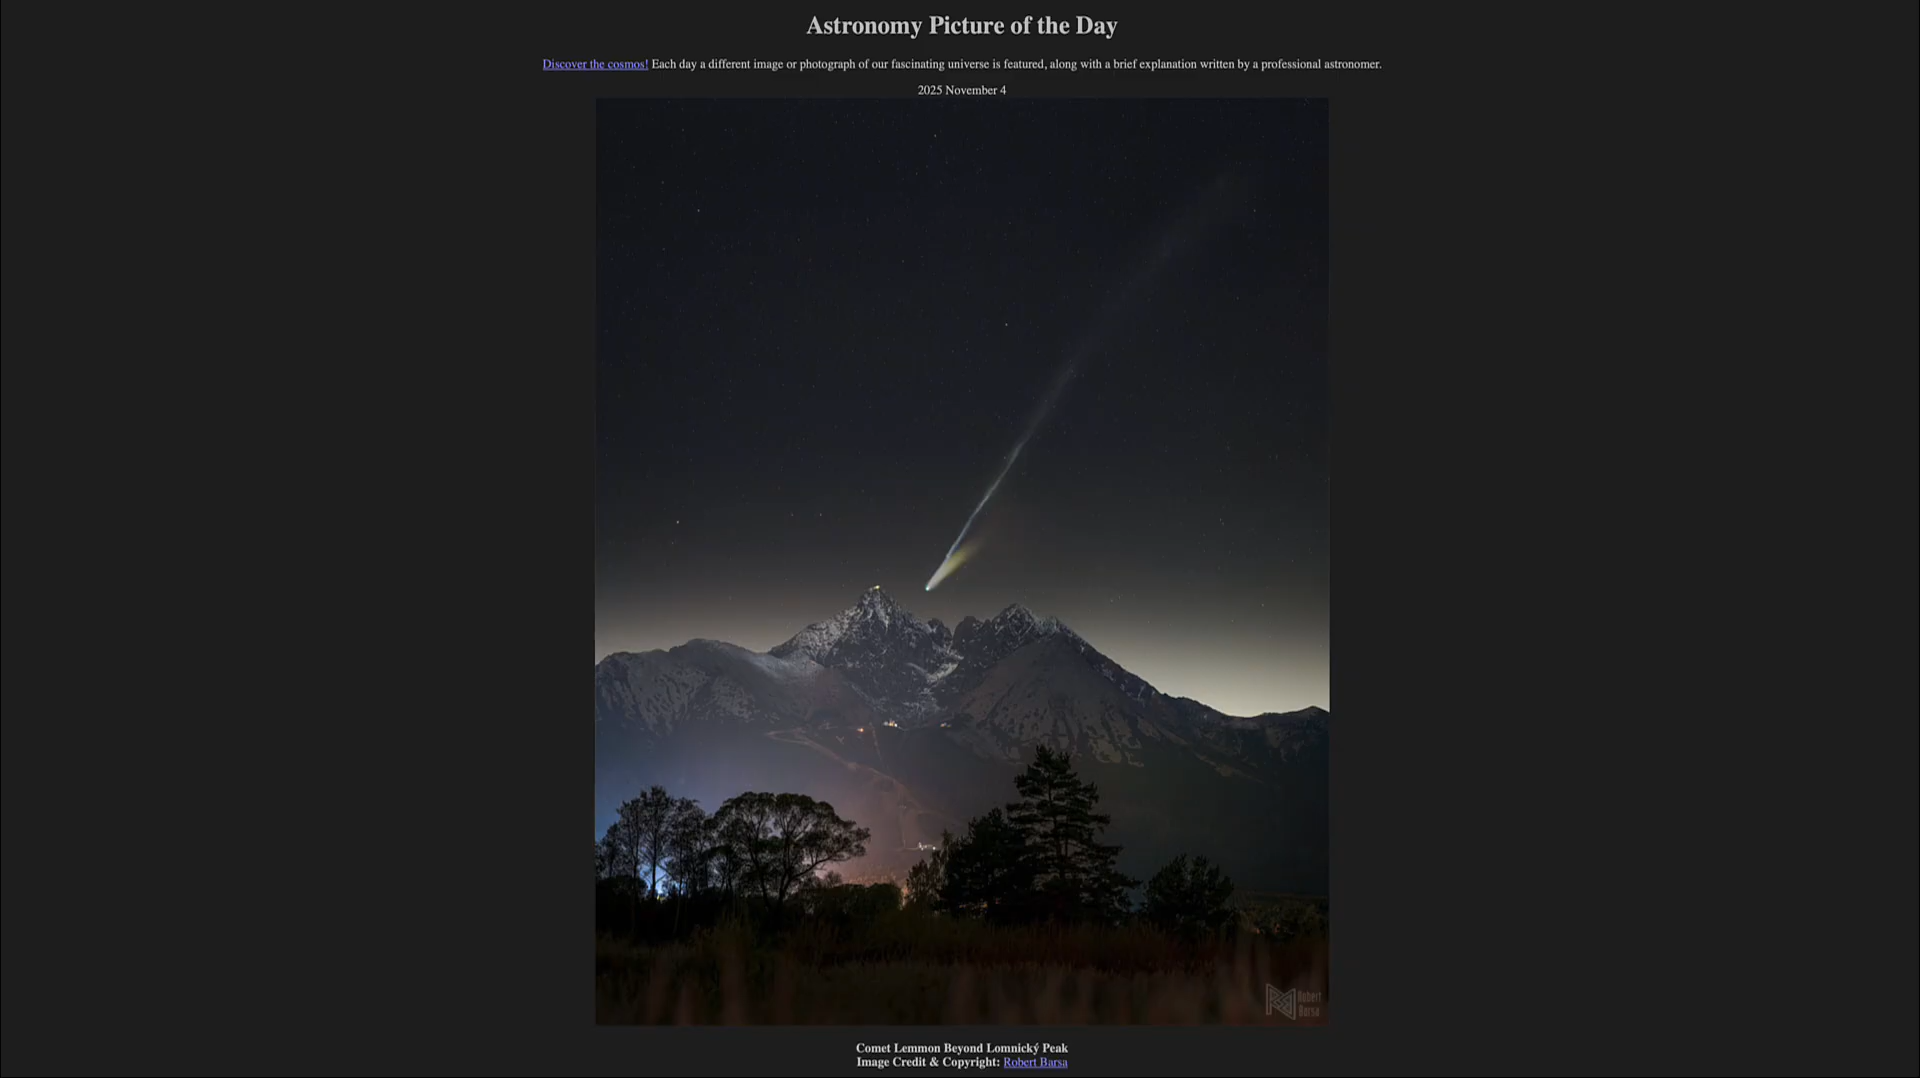 Astronomy Picture of the Day
Discover the cosmos! Each day a different image or photograph of our fascinating universe is featured, along with a brief explanation written by a professional astronomer.
2025 November 4
Robert
Barsa
Comet Lemmon Beyond Lomnický Peak
Image Credit & Copyright: Robert Barsa